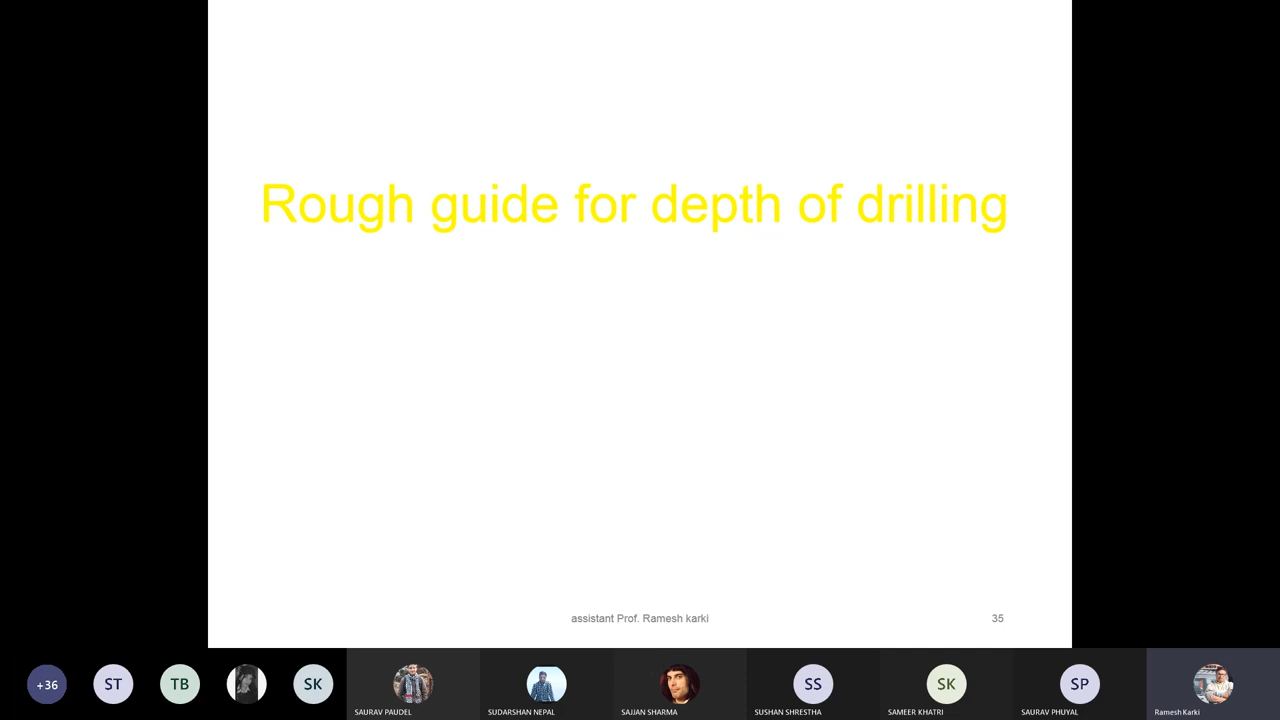 Rough guide for depth of drilling
assistant Prof. Ramesh karki
35
+36
ST
TB
SK
SAURAV PAUDEL
SUDARSHAN NEPAL
SAJJAN SHARMA
SS
SUSHAN SHRESTHA
SK
SAMEER KHATRI
SP
SAURAV PHUYAL
Ramesh Karki